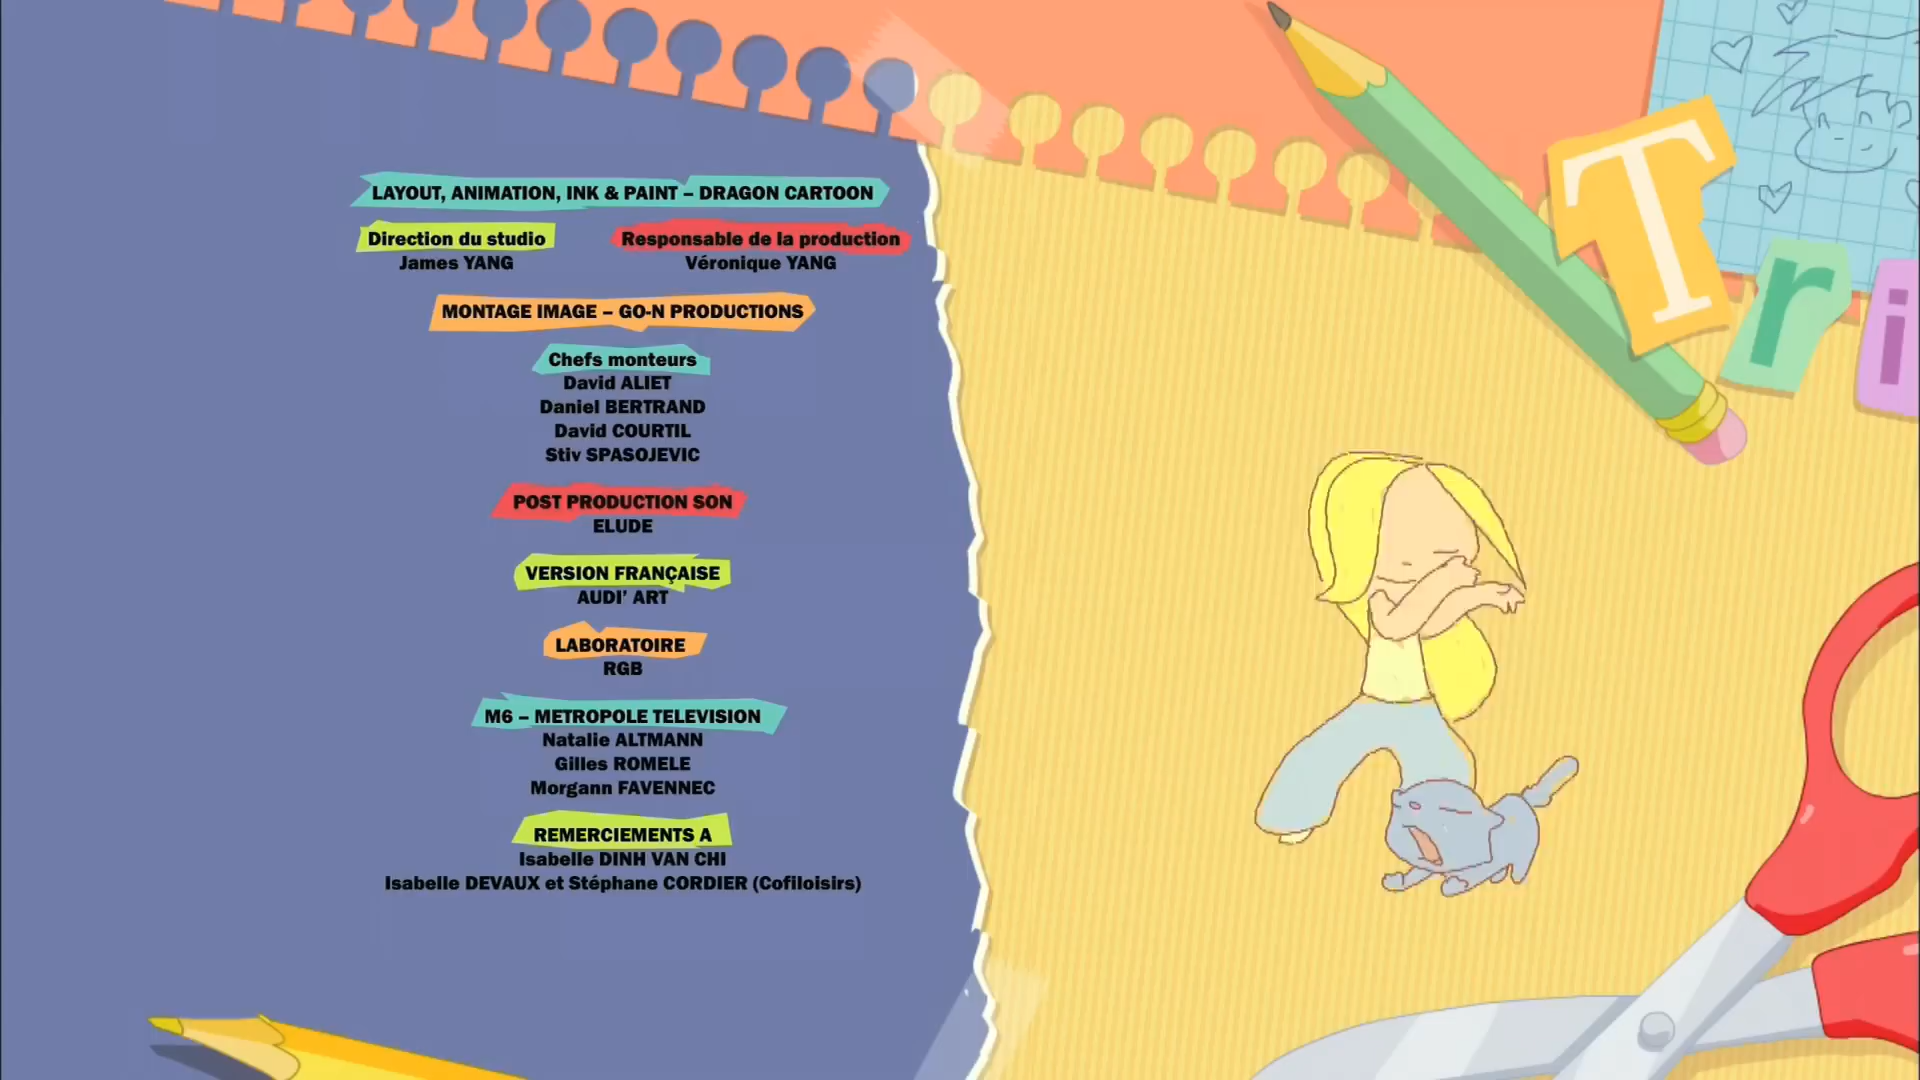 LAYOUT, ANIMATION, INK & PAINT – DRAGON CARTOON
Direction du studio
James YANG
Responsable de la production
Véronique YANG
MONTAGE IMAGE – GO-N PRODUCTIONS
Chefs monteurs
David ALIET
Daniel BERTRAND
David COURTIL
Stiv SPASOJEVIC
POST PRODUCTION SON
ELUDE
VERSION FRANÇAISE
AUDI’ ART
LABORATOIRE
RGB
M6 – METROPOLE TELEVISION
Natalie ALTMANN
Gilles ROMELE
Morgann FAVENNEC
REMERCIEMENTS A
Isabelle DINH VAN CHI
Isabelle DEVAUX et Stéphane CORDIER (Cofiloisirs)
Tri